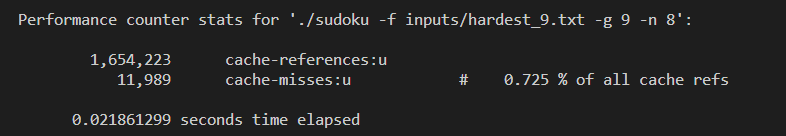 Performance counter stats for './sudoku -f inputs/hardest_9.txt -g 9 -n 8':
1,654,223 cache-references:u
11,989 cache-misses:u # 0.725 % of all cache refs
0.021861299 seconds time elapsed